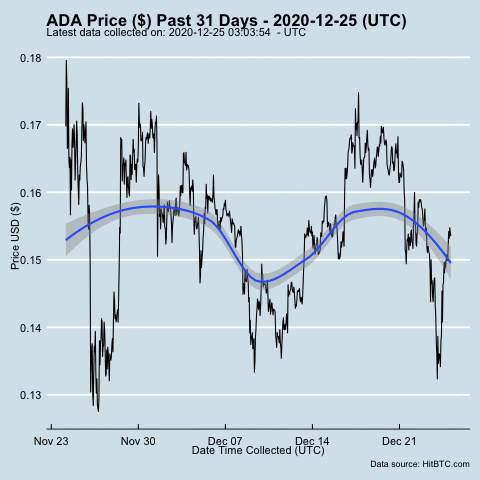 ADA Price ($) Past 31 Days - 2020-12-25 (UTC)
Latest data collected on: 2020-12-25 03:03:54 - UTC
0.18
0.17
0.16
0.15
0.14
0.13
Price USD ($)
Nov 23 Nov 30 Dec 07 Dec 14 Dec 21
Date Time Collected (UTC)
Data source: HitBTC.com